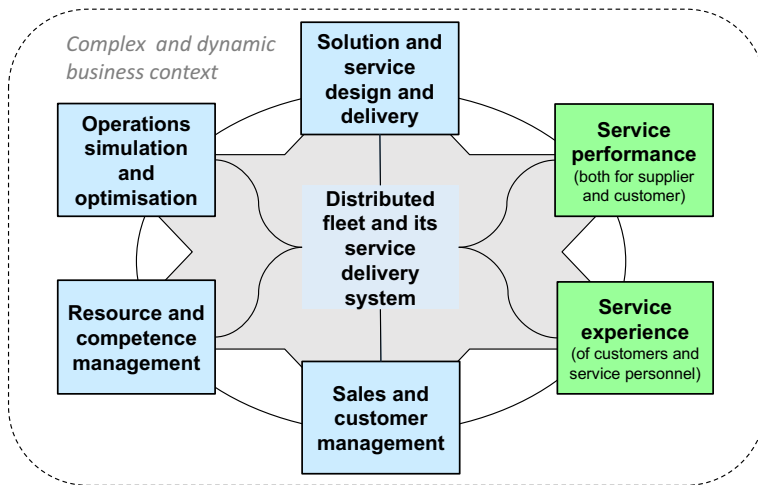 Complex and dynamic
business context
Solution and
service
design and
delivery
Operations
simulation
and
optimisation
Service
performance
(both for supplier
and customer)
Distributed
fleet and its
service
delivery
system
Resource and
competence
management
Service
experience
(of customers and
service personnel)
Sales and
customer
management